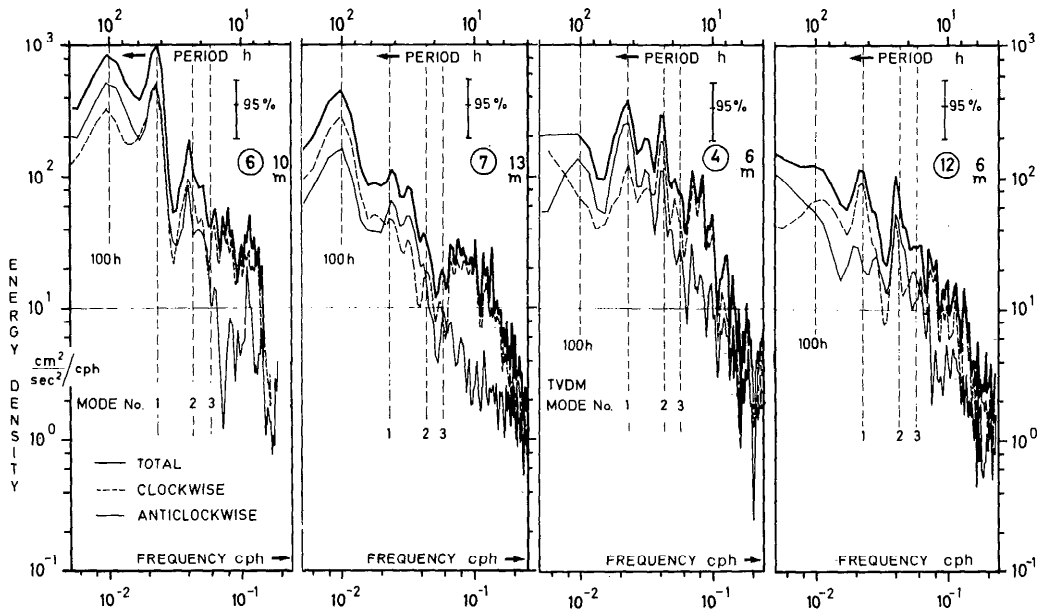 10² 10¹ 10² 10¹ 10² 10¹ 10² 10¹
10³ ← PERIOD h ← PERIOD h ← PERIOD h ← PERIOD h 10³
95% 95% 95% 95%
6 10 m 7 13 m 4 6 m 12 6 m
10² 10²
100h 100h 100h 100h
10¹ 10¹
ENERGY DENSITY
cm²/sec² /cph
MODE No. 1 2 3
1 2 3
TVDM
MODE No. 1 2 3
1 2 3
10⁰ 10⁰
TOTAL
CLOCKWISE
ANTICLOCKWISE
FREQUENCY cph → FREQUENCY cph → FREQUENCY cph → FREQUENCY cph →
10⁻¹ 10⁻¹
10⁻² 10⁻¹ 10⁻² 10⁻¹ 10⁻² 10⁻¹ 10⁻² 10⁻¹